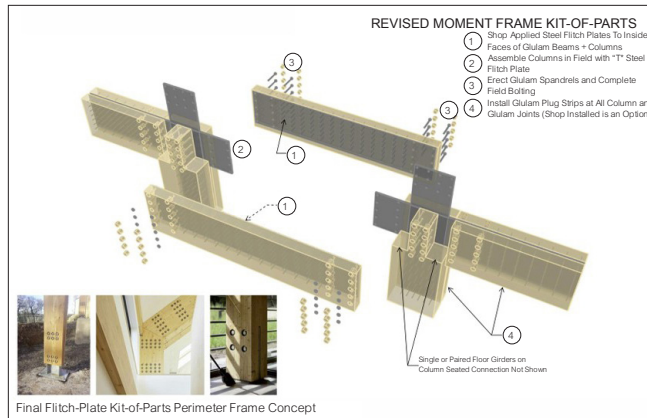 REVISED MOMENT FRAME KIT-OF-PARTS
1 Shop Applied Steel Flitch Plates To Inside
Faces of Glulam Beams + Columns
2 Assemble Columns in Field with "T" Steel
Flitch Plate
3 Erect Glulam Spandrels and Complete
Field Bolting
4 Install Glulam Plug Strips at All Column an
Glulam Joints (Shop Installed is an Option
3
3
1
2
1
4
Single or Paired Floor Girders on
Column Seated Connection Not Shown
Final Flitch-Plate Kit-of-Parts Perimeter Frame Concept